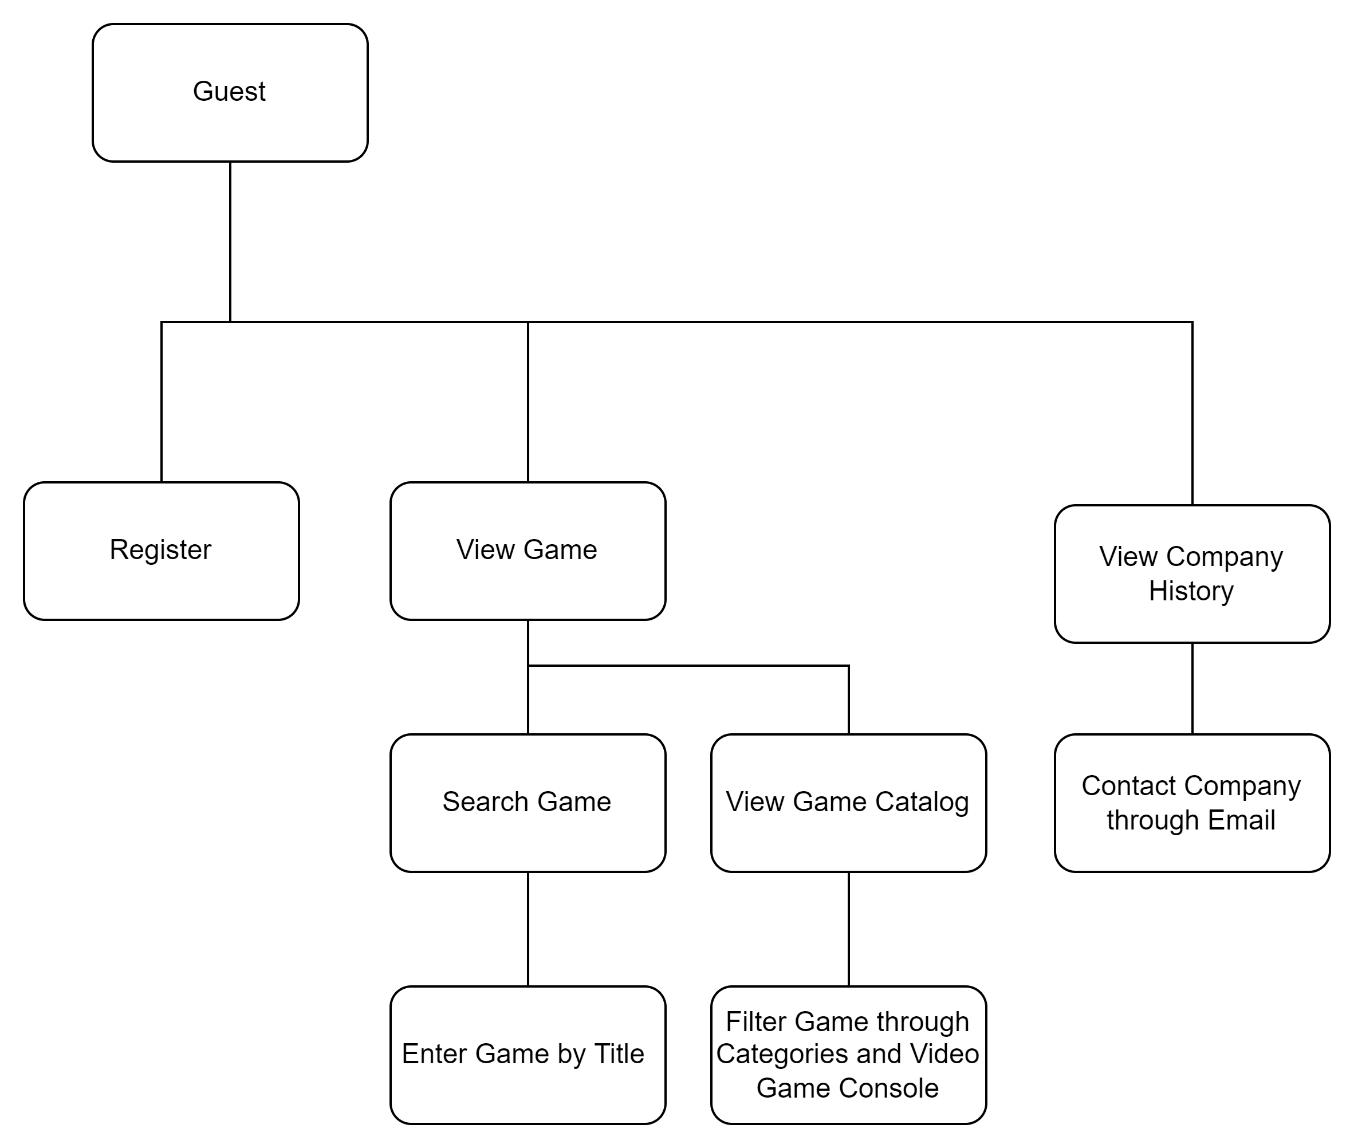 Guest
Register
View Game
View Company
History
Search Game
View Game Catalog
Contact Company
through Email
Enter Game by Title
Filter Game through
Categories and Video
Game Console